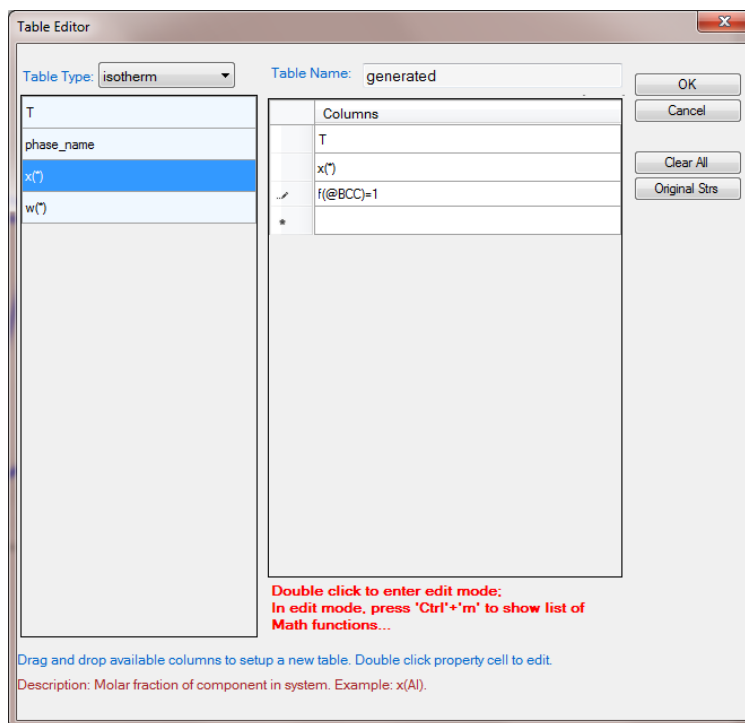 Table Editor
Table Type: isotherm
Table Name: generated
OK
Cancel
Clear All
Original Strs
T
phase_name
x(*)
w(*)
Columns
T
x(*)
f(@BCC)=1
*
Double click to enter edit mode;
In edit mode, press 'Ctrl'+'m' to show list of
Math functions...
Drag and drop available columns to setup a new table. Double click property cell to edit.
Description: Molar fraction of component in system. Example: x(Al).